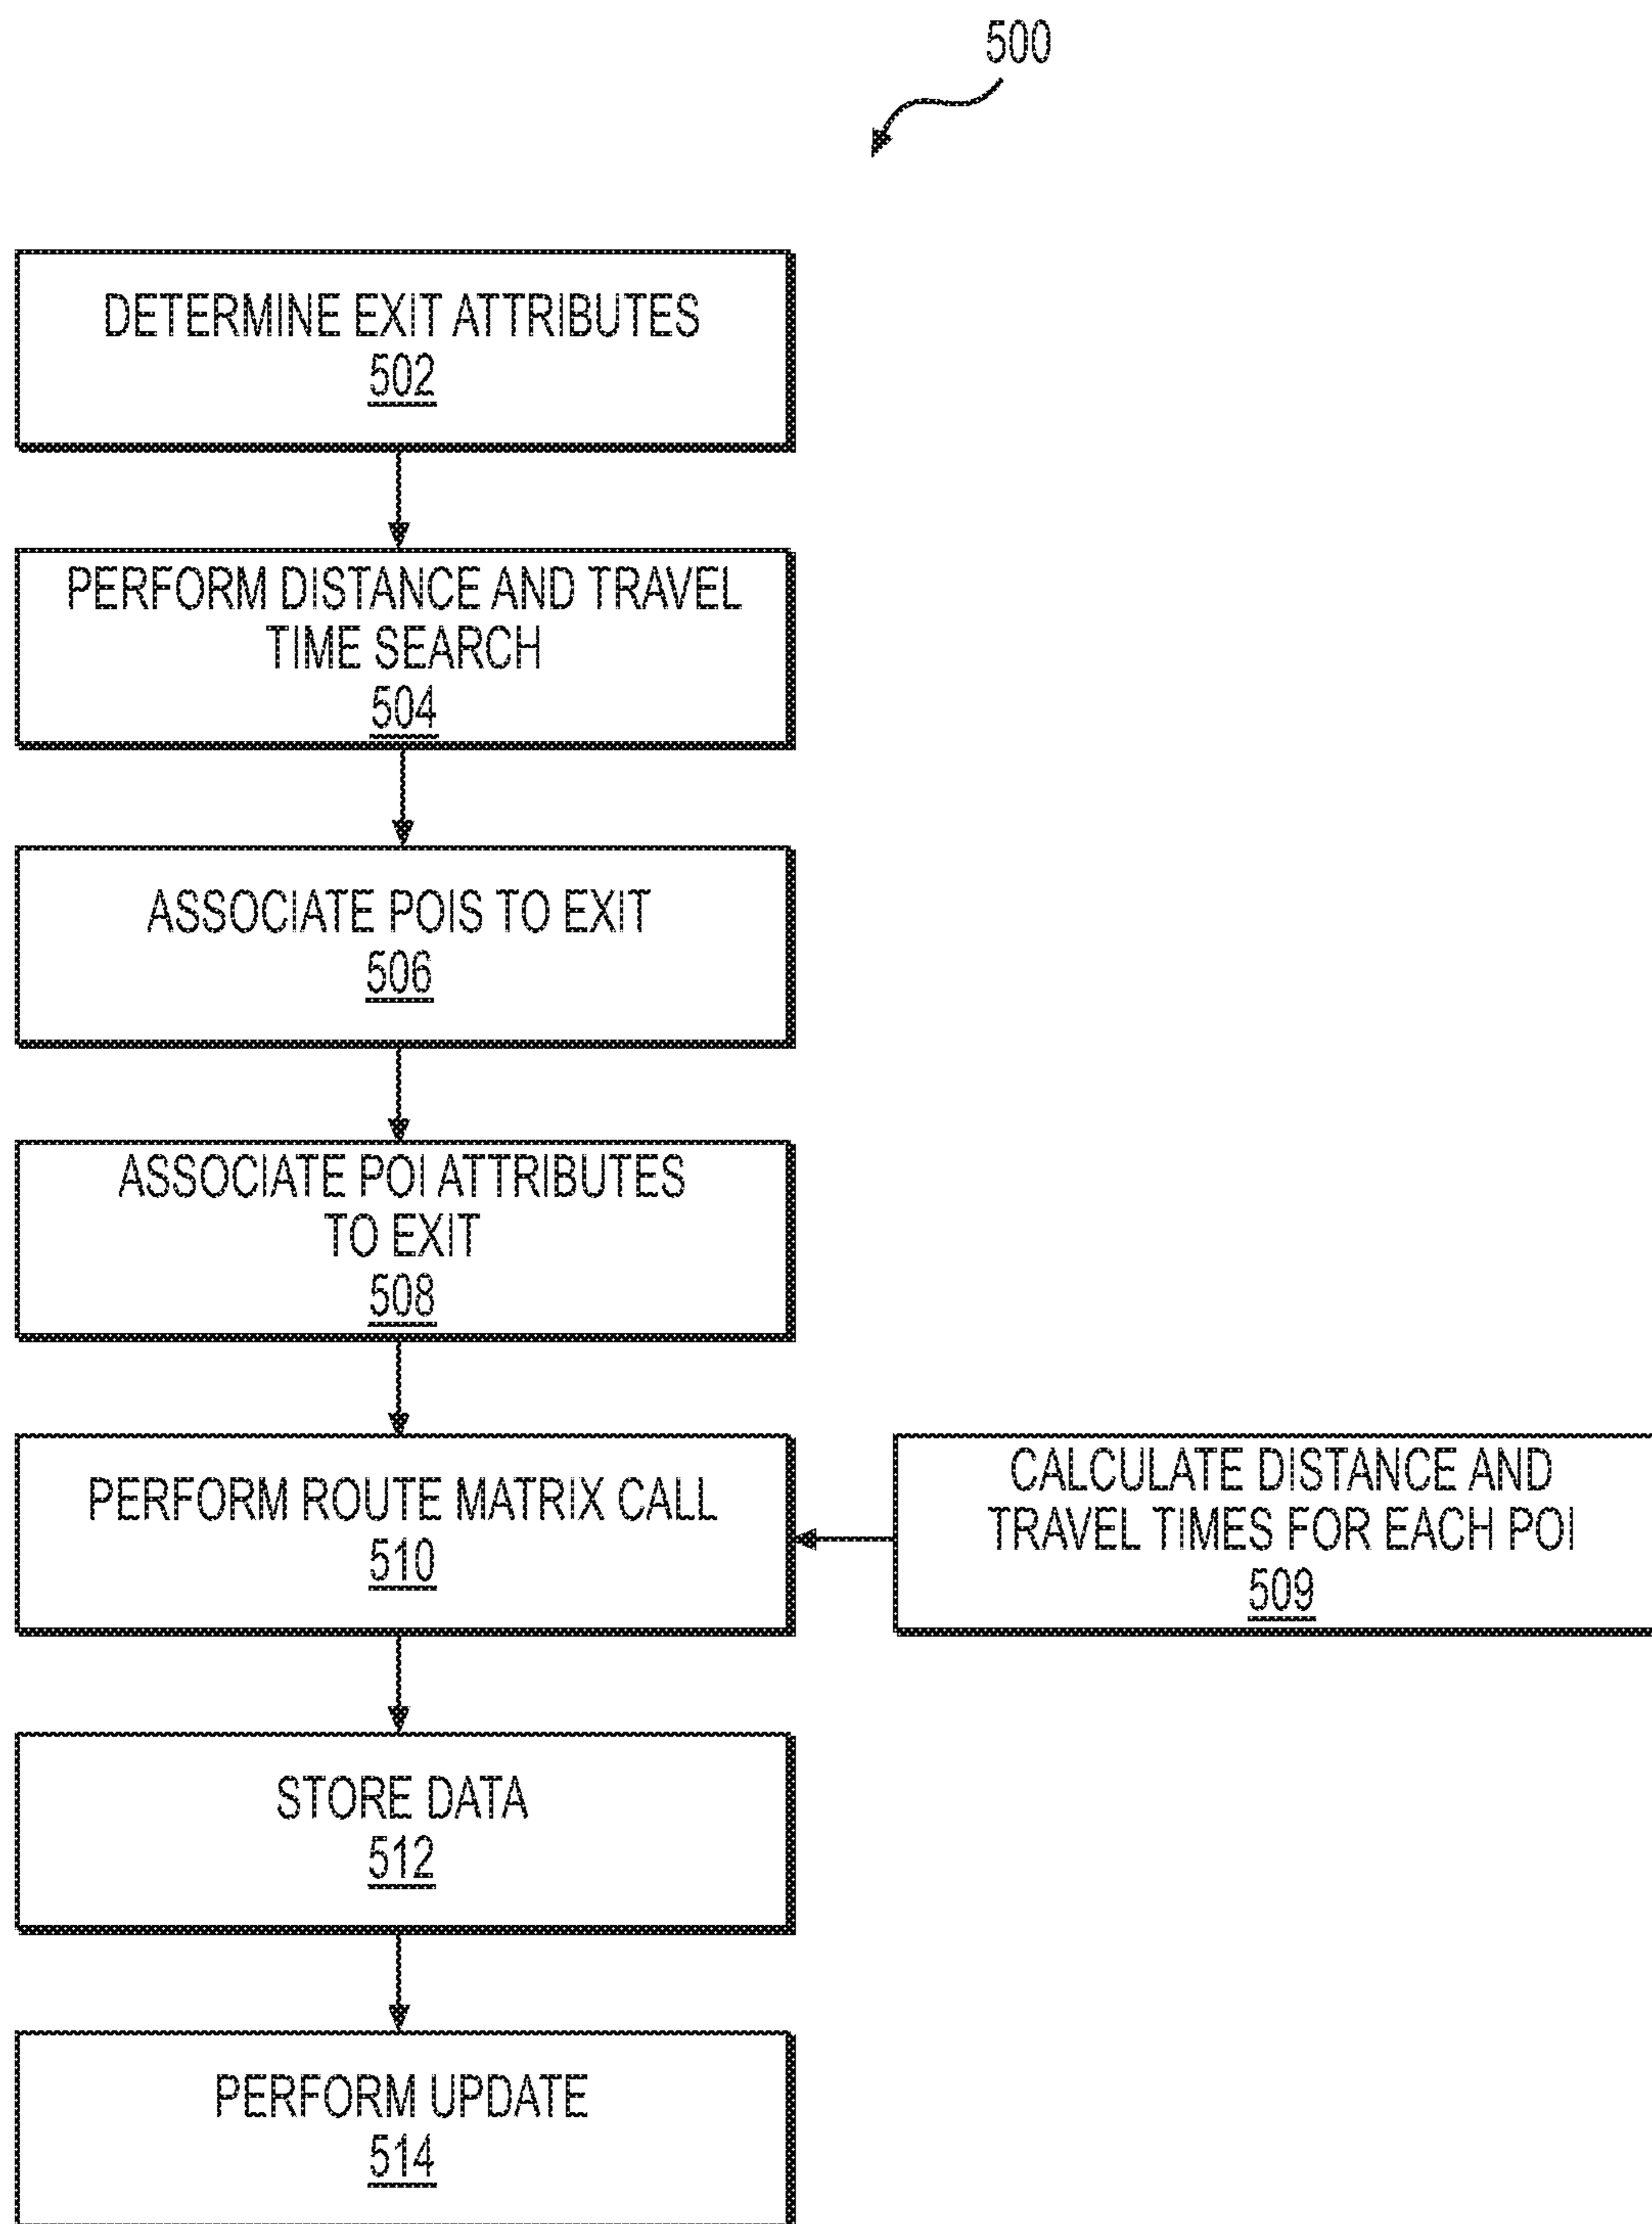 500
DETERMINE EXIT ATTRIBUTES
502
PERFORM DISTANCE AND TRAVEL
TIME SEARCH
504
ASSOCIATE POIS TO EXIT
506
ASSOCIATE POI ATTRIBUTES
TO EXIT
508
PERFORM ROUTE MATRIX CALL
510
CALCULATE DISTANCE AND
TRAVEL TIMES FOR EACH POI
509
STORE DATA
512
PERFORM UPDATE
514